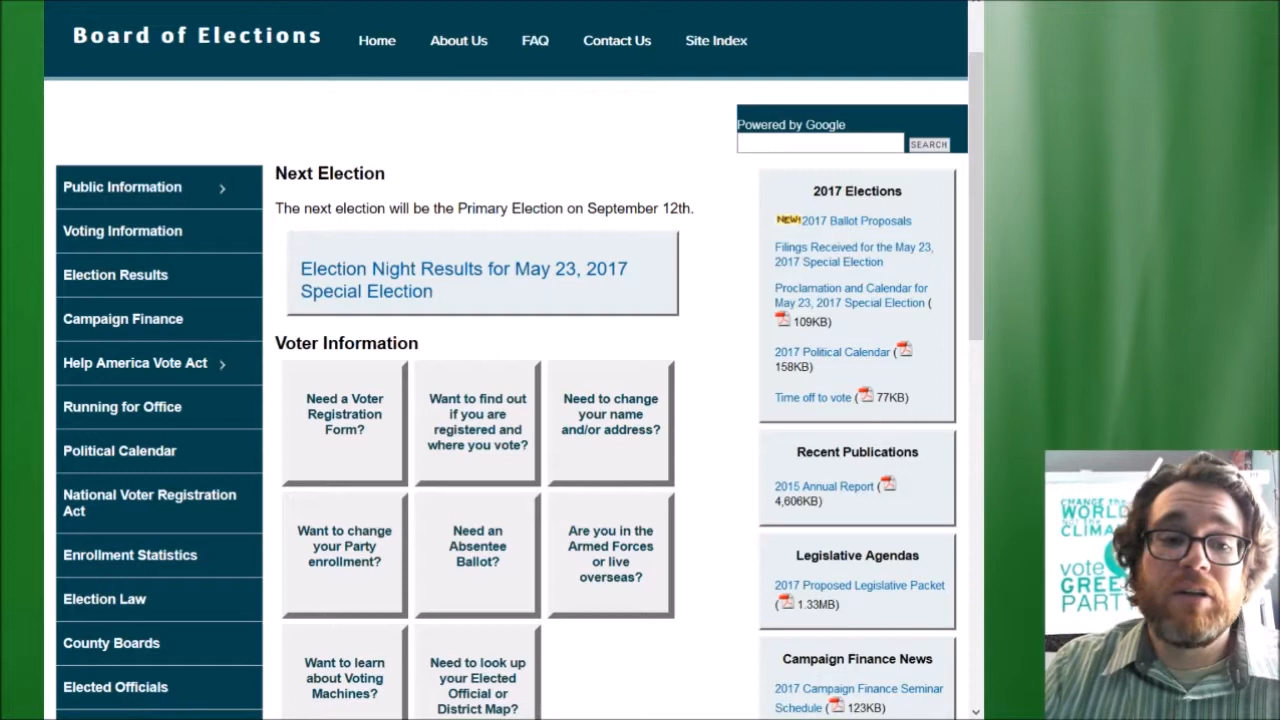 Board of Elections
Home
About Us
FAQ
Contact Us
Site Index
Powered by Google
SEARCH
Public Information
Voting Information
Election Results
Campaign Finance
Help America Vote Act
Running for Office
Political Calendar
National Voter Registration
Act
Enrollment Statistics
Election Law
County Boards
Elected Officials
Next Election
The next election will be the Primary Election on September 12th.
Election Night Results for May 23, 2017
Special Election
Voter Information
Need a Voter
Registration
Form?
Want to find out
if you are
registered and
where you vote?
Need to change
your name
and/or address?
Want to change
your Party
enrollment?
Need an
Absentee
Ballot?
Are you in the
Armed Forces
or live
overseas?
Want to learn
about Voting
Machines?
Need to look up
your Elected
Official or
District Map?
2017 Elections
NEW! 2017 Ballot Proposals
Filings Received for the May 23,
2017 Special Election
Proclamation and Calendar for
May 23, 2017 Special Election (
109KB)
2017 Political Calendar (
158KB)
Time off to vote ( 77KB)
Recent Publications
2015 Annual Report (
4,606KB)
Legislative Agendas
2017 Proposed Legislative Packet
( 1.33MB)
Campaign Finance News
2017 Campaign Finance Seminar
Schedule ( 123KB)
CHANGE
WORLD
CLIMA
vote
GREE
PART